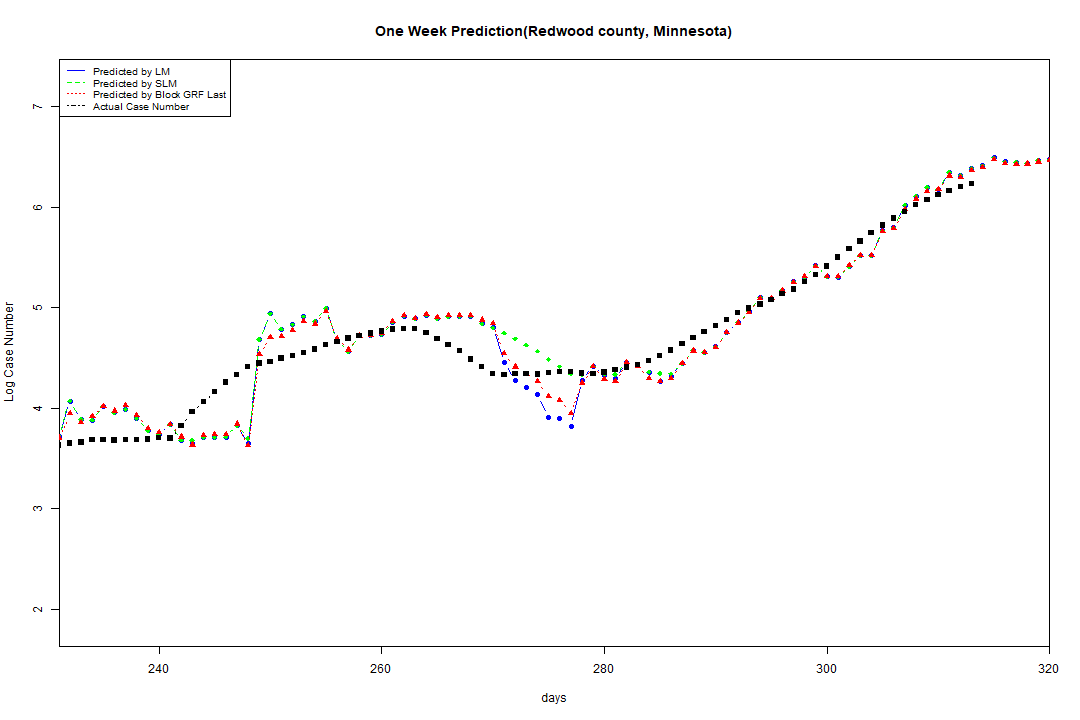 One Week Prediction(Redwood county, Minnesota)
Predicted by LM
Predicted by SLM
Predicted by Block GRF Last
Actual Case Number
7
6
5
4
3
2
Log Case Number
240 260 280 300 320
days